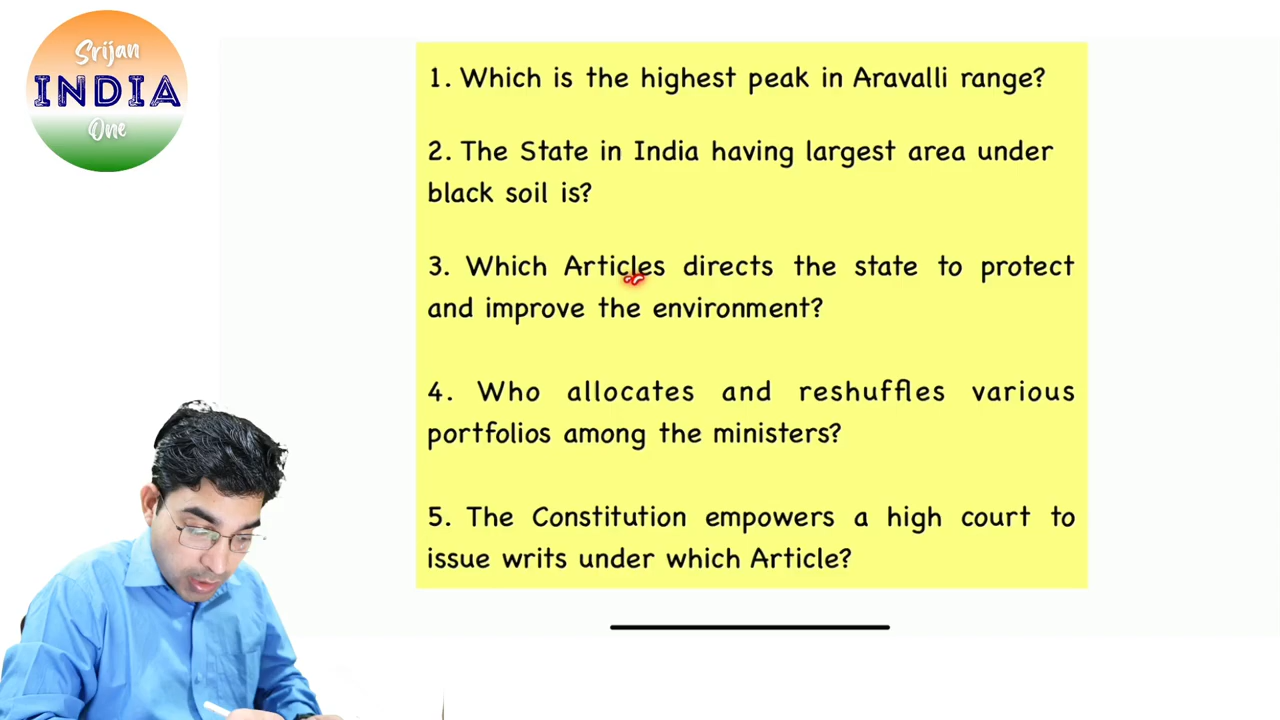 Srijan
INDIA
One
1. Which is the highest peak in Aravalli range?
2. The State in India having largest area under
black soil is?
3. Which Articles directs the state to protect
and improve the environment?
4. Who allocates and reshuffles various
portfolios among the ministers?
5. The Constitution empowers a high court to
issue writs under which Article?